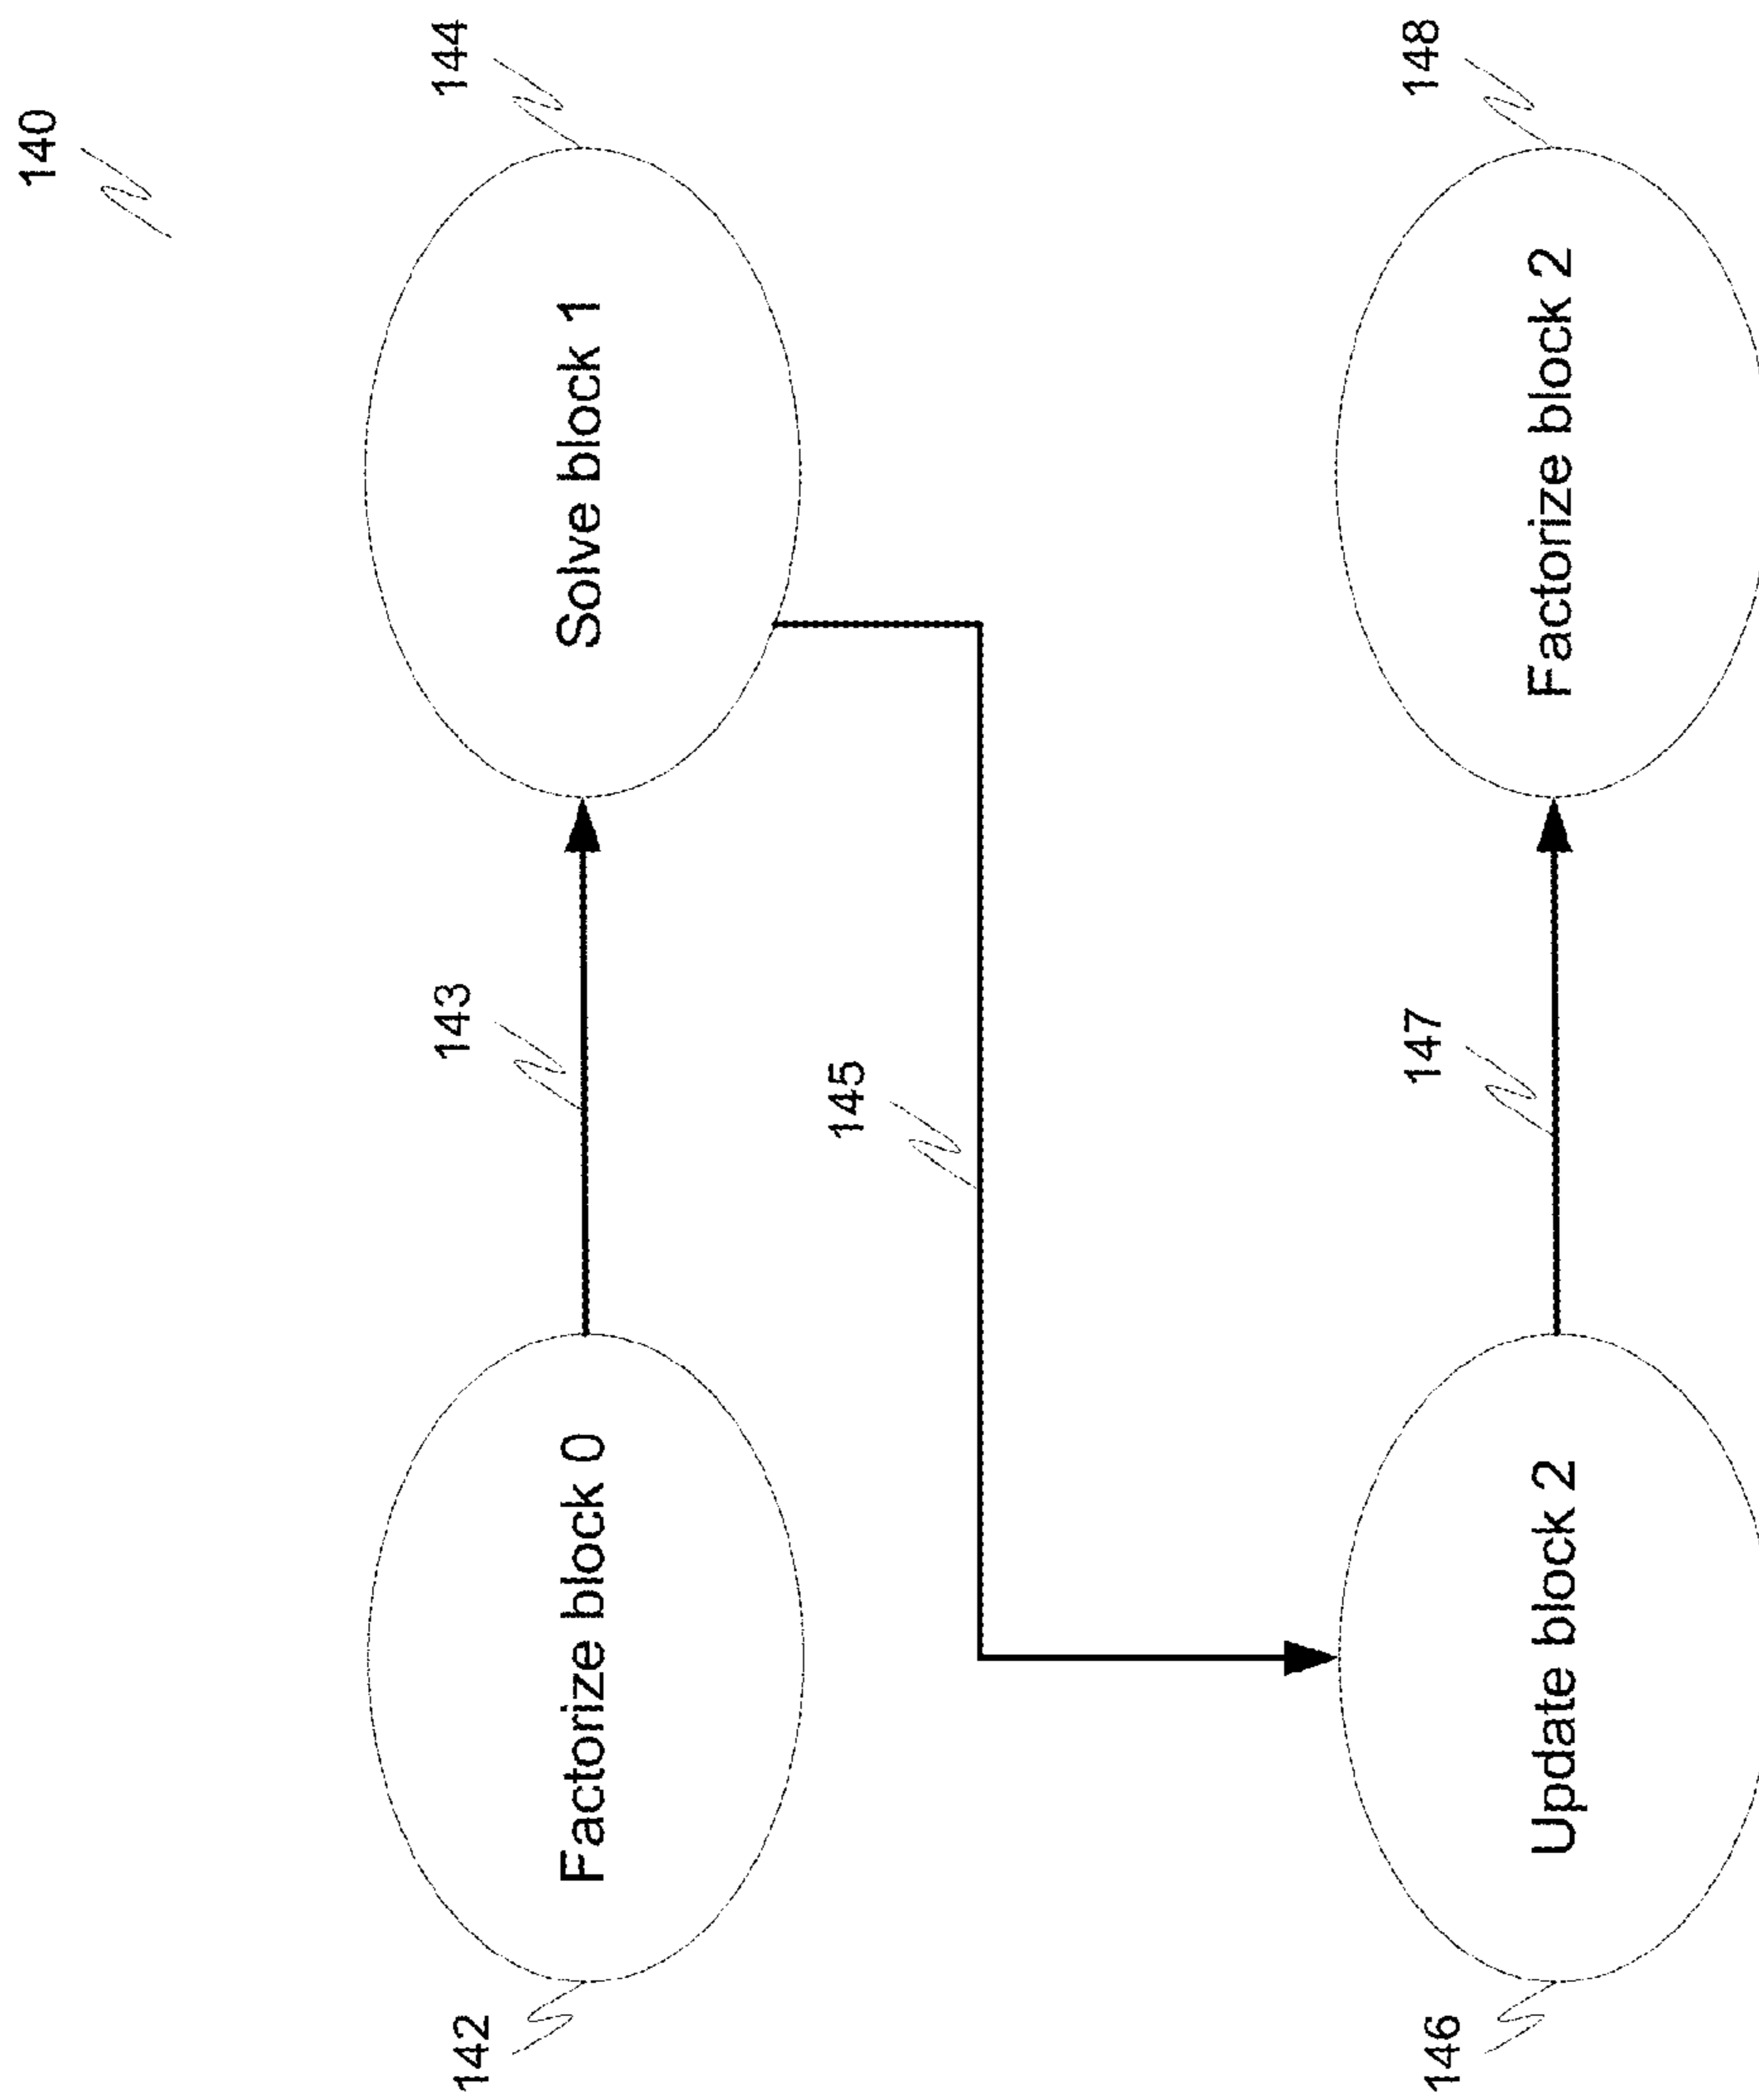 140
142
Factorize block 0
143
Solve block 1
144
145
146
Update block 2
147
Factorize block 2
148